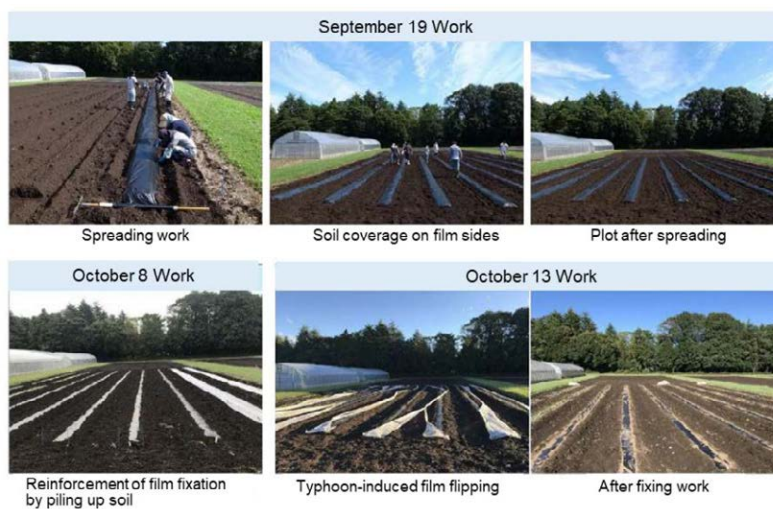 September 19 Work
Spreading work
Soil coverage on film sides
Plot after spreading
October 8 Work
October 13 Work
Reinforcement of film fixation
by piling up soil
Typhoon-induced film flipping
After fixing work